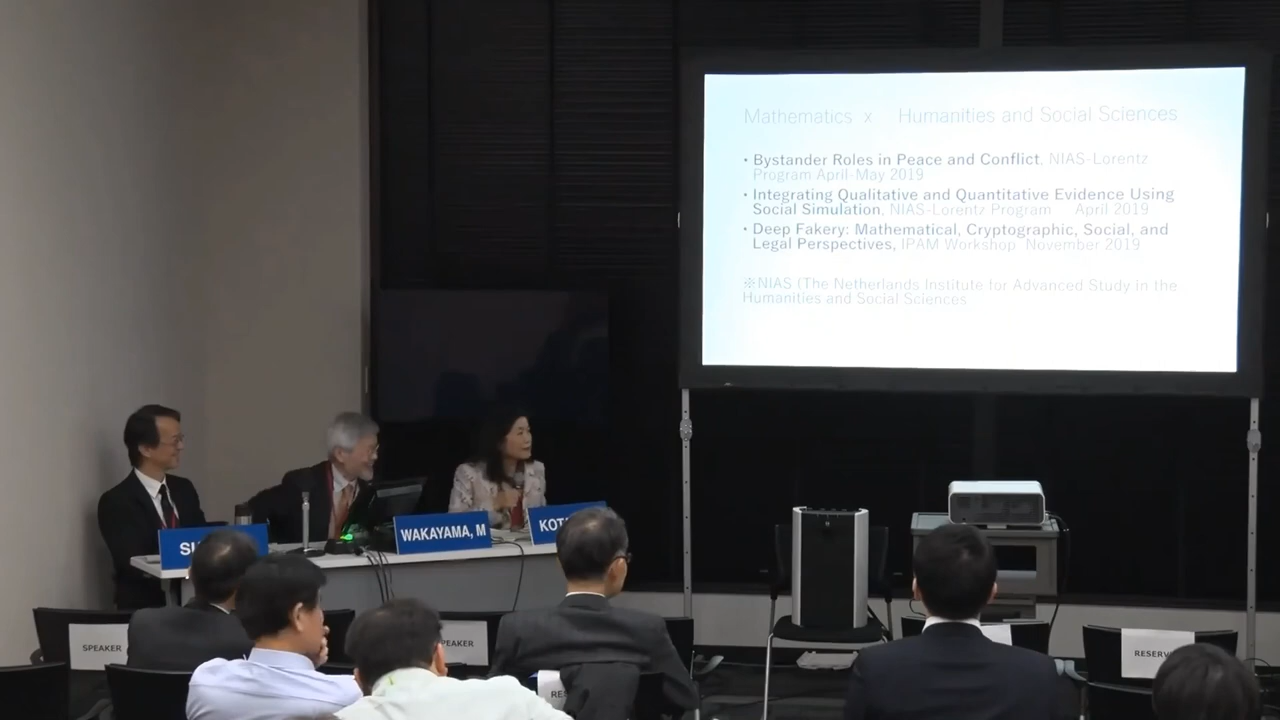 Mathematics x Humanities and Social Sciences
• Bystander Roles in Peace and Conflict, NIAS-Lorentz
Program April-May 2019
• Integrating Qualitative and Quantitative Evidence Using
Social Simulation, NIAS-Lorentz Program April 2019
• Deep Fakery: Mathematical, Cryptographic, Social, and
Legal Perspectives, IPAM Workshop November 2019
※NIAS (The Netherlands Institute for Advanced Study in the
Humanities and Social Sciences
WAKAYAMA, M
SPEAKER